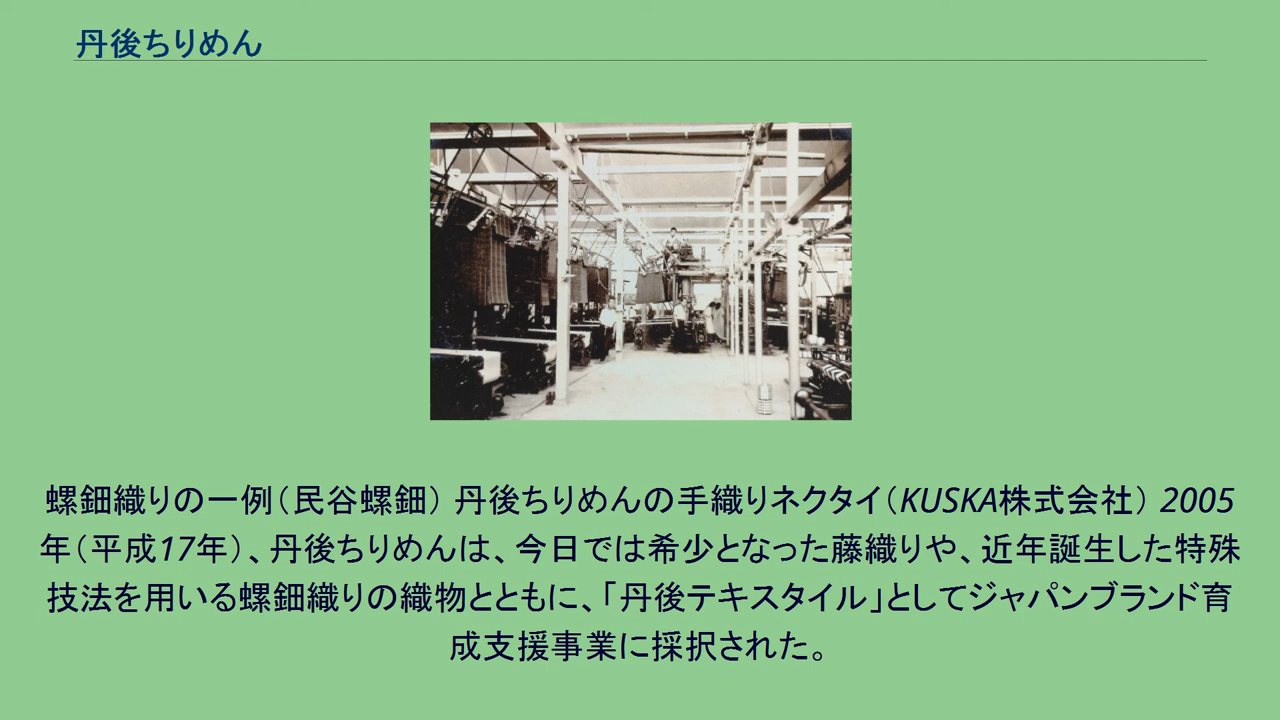 丹後ちりめん
螺鈿織りの一例（民谷螺鈿） 丹後ちりめんの手織りネクタイ（KUSKA株式会社） 2005
年（平成17年）、丹後ちりめんは、今日では希少となった藤織りや、近年誕生した特殊
技法を用いる螺鈿織りの織物とともに、「丹後テキスタイル」としてジャパンブランド育
成支援事業に採択された。